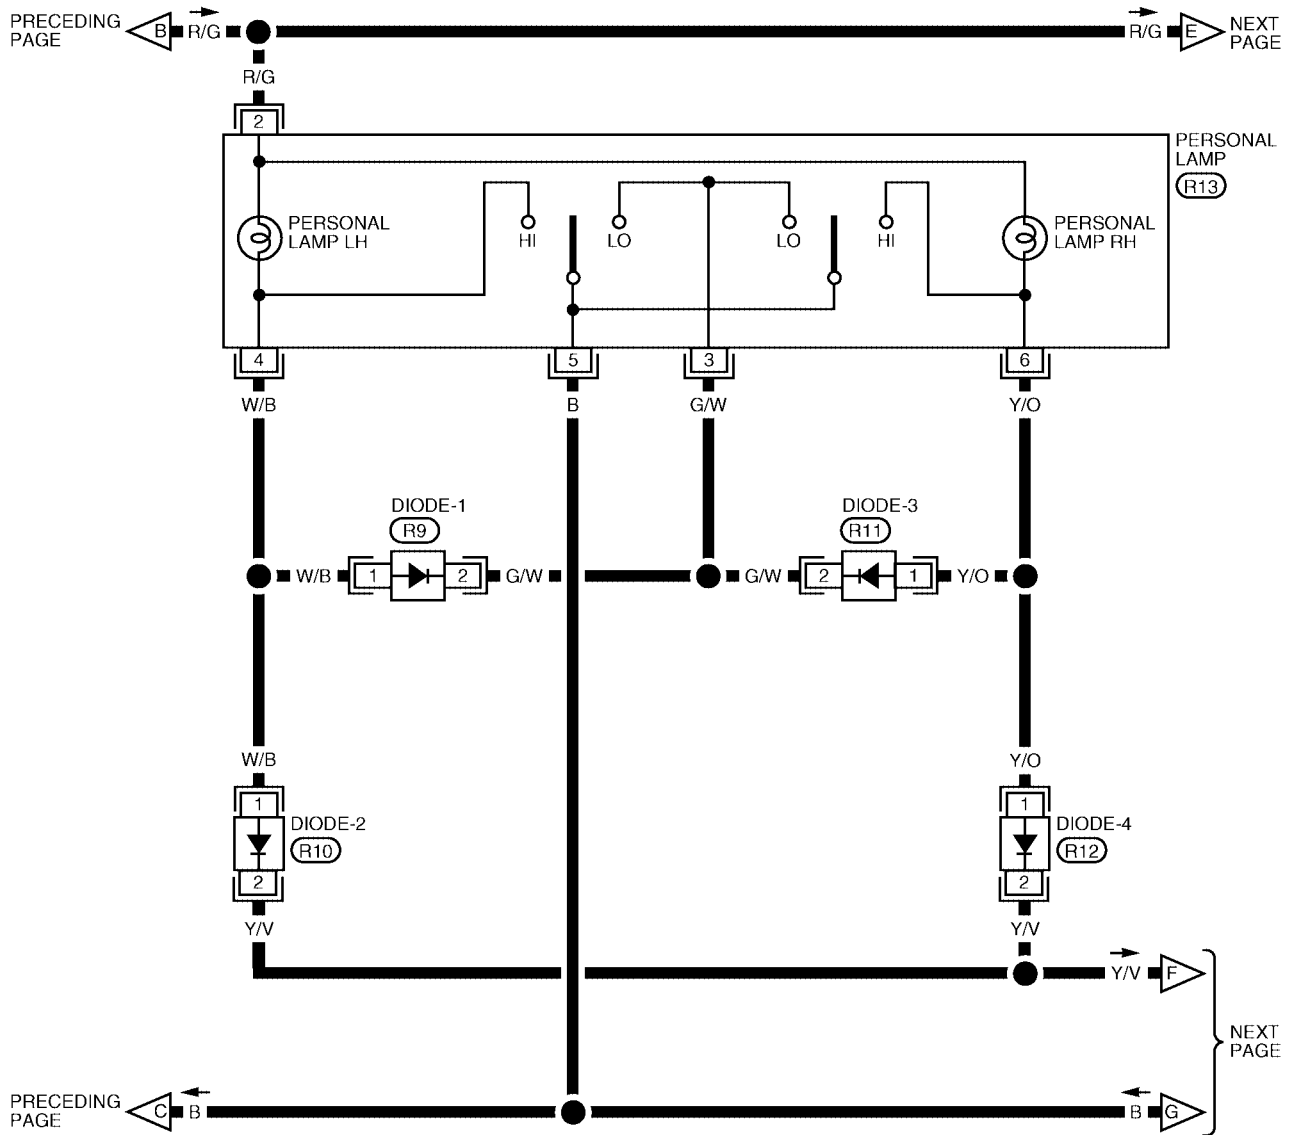 PRECEDING
PAGE
B R/G
R/G E
NEXT
PAGE
R/G
2
PERSONAL
LAMP
R13
PERSONAL
LAMP LH
HI
LO
LO
HI
PERSONAL
LAMP RH
4
5
3
6
W/B
B
G/W
Y/O
DIODE-1
R9
DIODE-3
R11
W/B 1 2 G/W
G/W 2 1 Y/O
W/B
Y/O
1
DIODE-2
R10
2
1
DIODE-4
R12
2
Y/V
Y/V
Y/V F
NEXT
PAGE
PRECEDING
PAGE
C B
B G